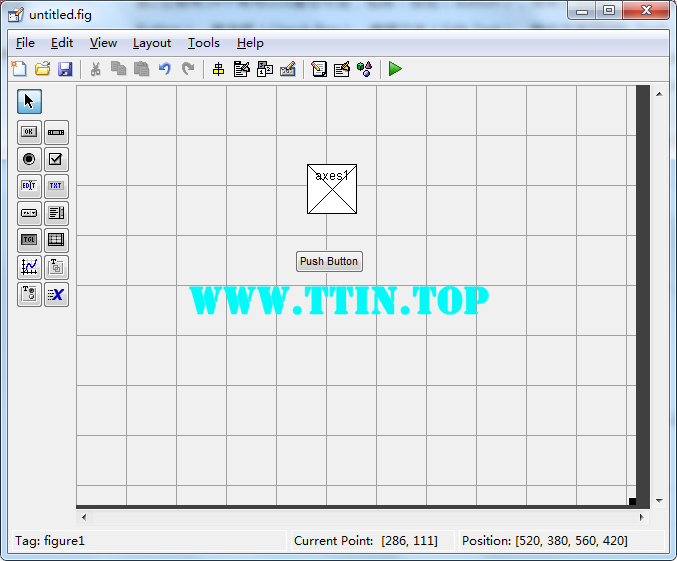 untitled.fig
File Edit View Layout Tools Help
OK
EDIT TXT
TGL
axes1
Push Button
WWW.TTIN.TOP
Tag: figure1 Current Point: [286, 111] Position: [520, 380, 560, 420]